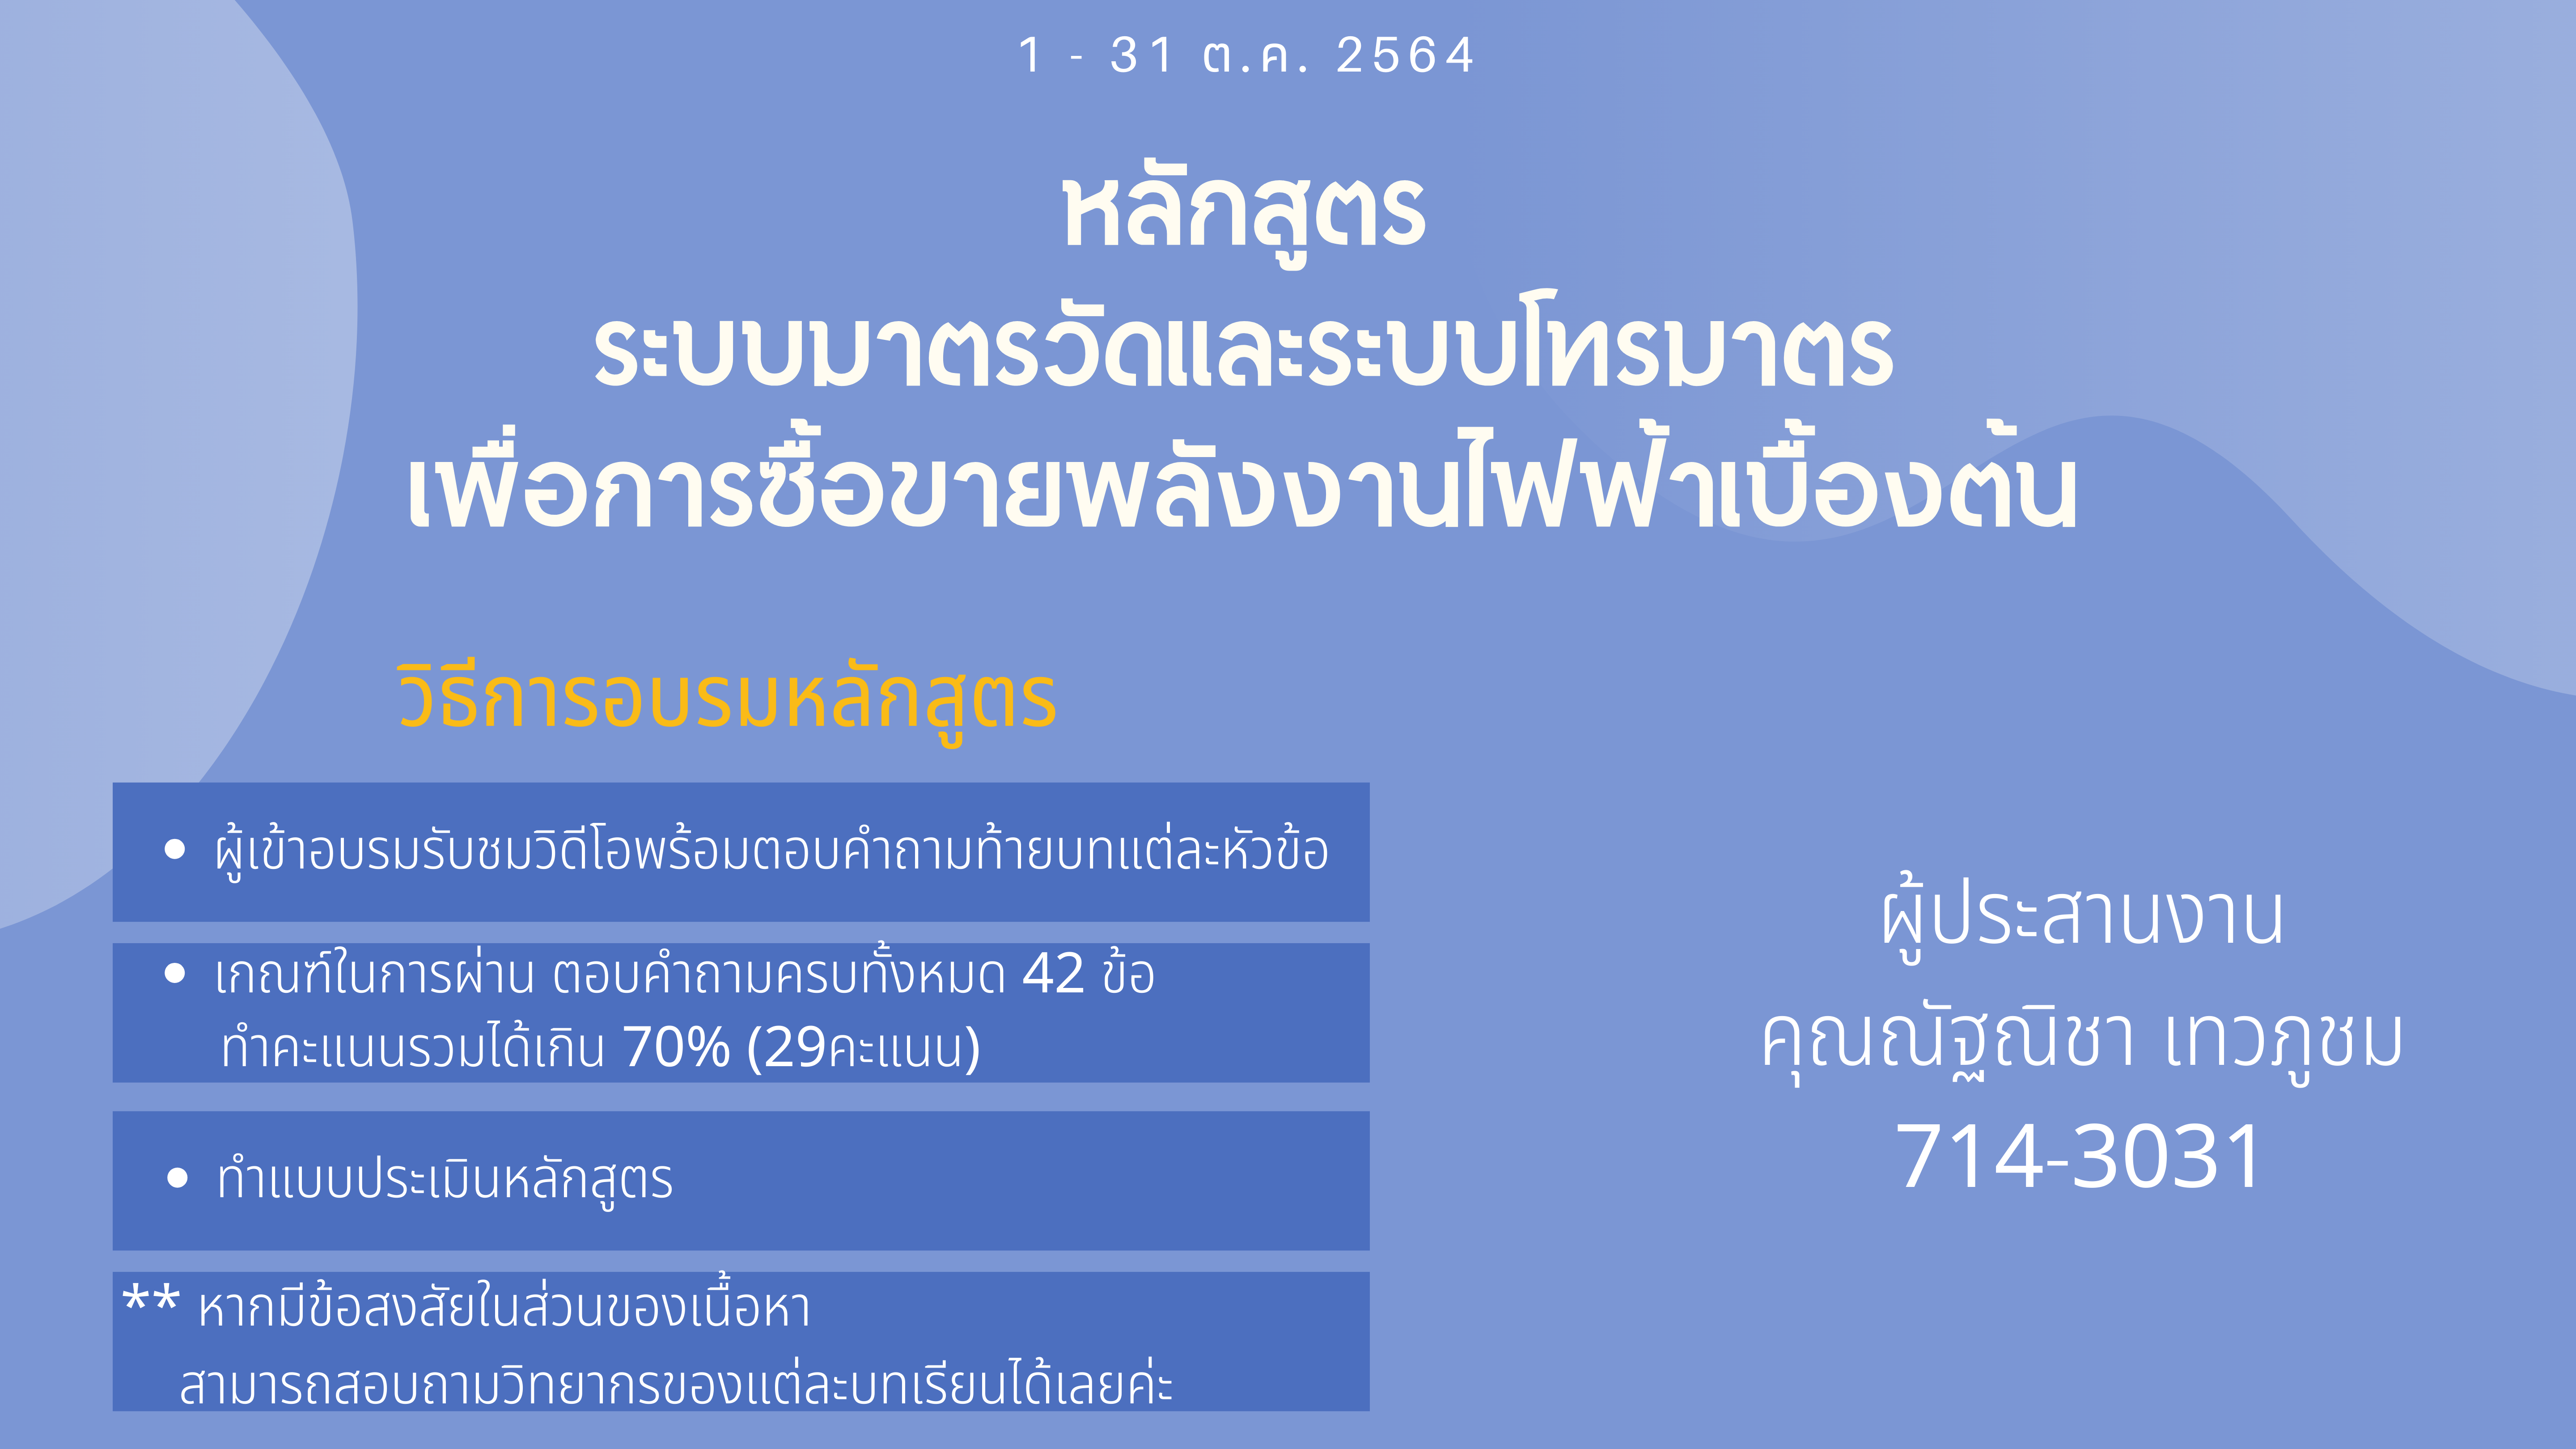 1 - 31 ต.ค. 2564
หลักสูตร
ระบบมาตรวัดและระบบโทรมาตร
เพื่อการซื้อขายพลังงานไฟฟ้าเบื้องต้น
วิธีการอบรมหลักสูตร
• ผู้เข้าอบรมรับชมวิดีโอพร้อมตอบคำถามท้ายบทแต่ละหัวข้อ
• เกณฑ์ในการผ่าน ตอบคำถามครบทั้งหมด 42 ข้อ
ทำคะแนนรวมได้เกิน 70% (29คะแนน)
• ทำแบบประเมินหลักสูตร
** หากมีข้อสงสัยในส่วนของเนื้อหา
สามารถสอบถามวิทยากรของแต่ละบทเรียนได้เลยค่ะ
ผู้ประสานงาน
คุณณัฐณิชา เทวภูชม
714-3031